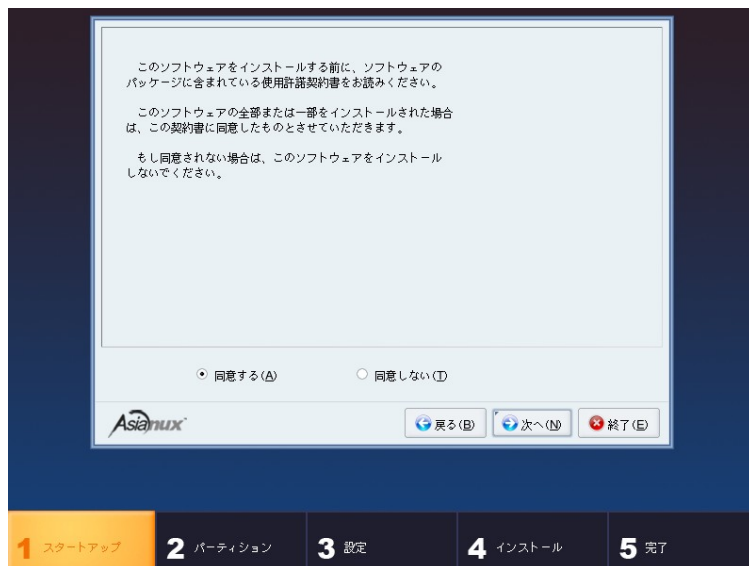 このソフトウェアをインストールする前に、ソフトウェアの
パッケージに含まれている使用許諾契約書をお読みください。
このソフトウェアの全部または一部をインストールされた場合
は、この契約書に同意したものとさせていただきます。
もし同意されない場合は、このソフトウェアをインストール
しないでください。
同意する(A) 同意しない(T)
Asianux
戻る(B) 次へ(N) 終了(E)
1 スタートアップ 2 パーティション 3 設定 4 インストール 5 完了